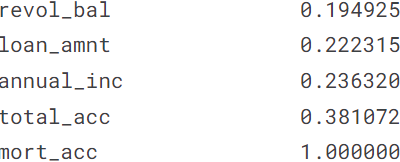 revol_bal 0.194925
loan_amnt 0.222315
annual_inc 0.236320
total_acc 0.381072
mort_acc 1.000000